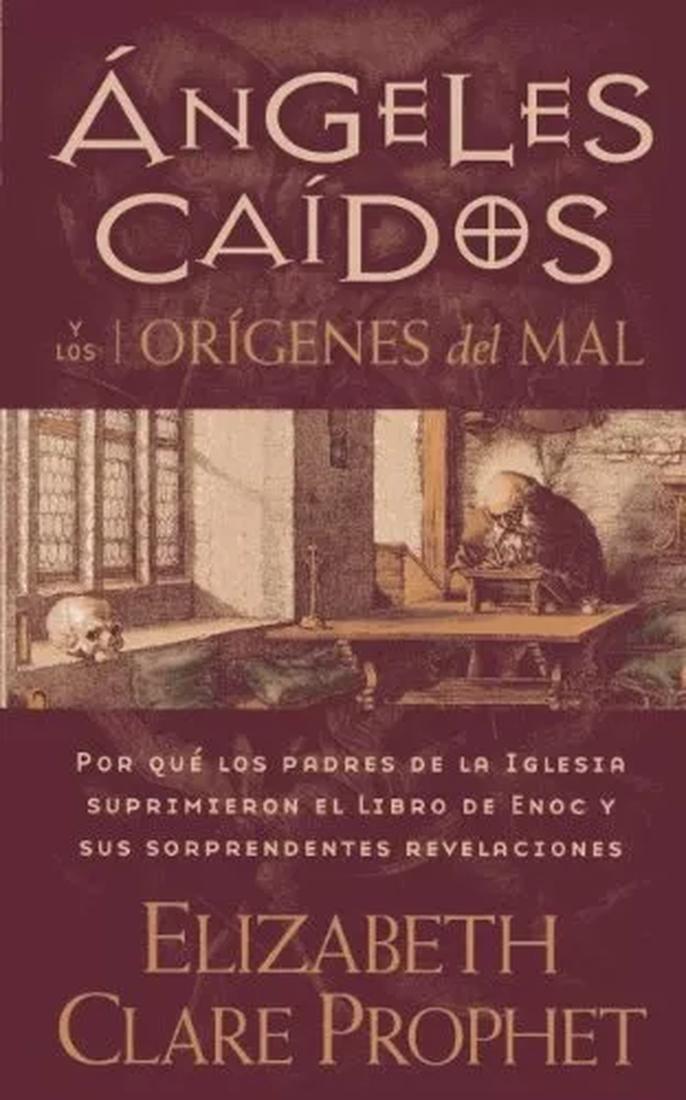 ÁNGELES
CAÍDOS
Y LOS | ORÍGENES del MAL
POR QUÉ LOS PADRES DE LA IGLESIA
SUPRIMIERON EL LIBRO DE ENOC Y
SUS SORPRENDENTES REVELACIONES
ELIZABETH
CLARE PROPHET